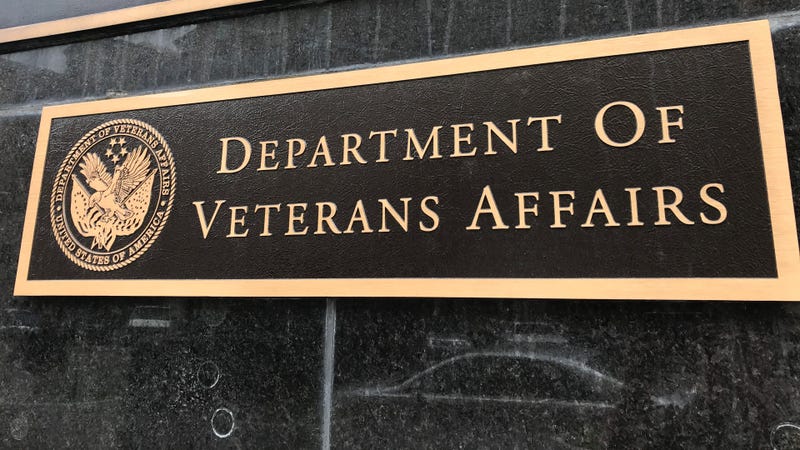 DEPARTMENT OF VETERANS AFFAIRS
UNITED STATES OF AMERICA
DEPARTMENT OF
VETERANS AFFAIRS